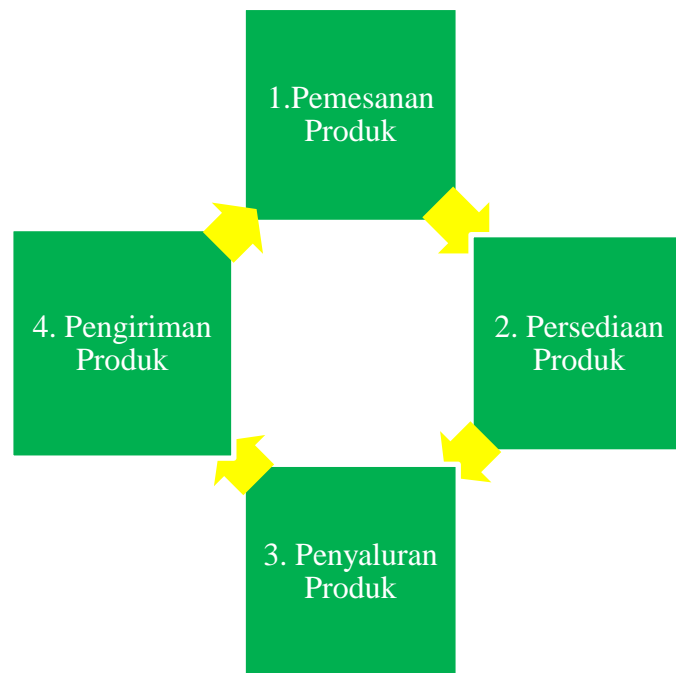 1.Pemesanan
Produk
2. Persediaan
Produk
3. Penyaluran
Produk
4. Pengiriman
Produk